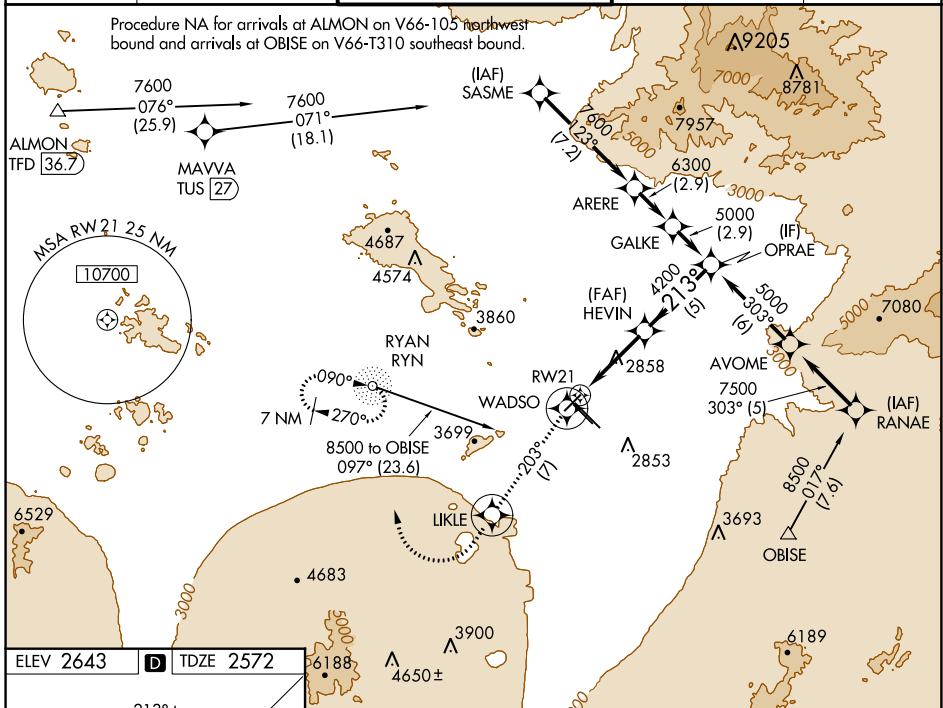 Procedure NA for arrivals at ALMON on V66-105 northwest
bound and arrivals at OBISE on V66-T310 southeast bound.
9205
8781
7000
7957
5000
(IAF)
SASME
7600
076°
(25.9)
7600
071°
(18.1)
ALMON
TFD 36.7
MAVVA
TUS 27
600
123°
(7.2)
6300
(2.9)
3000
ARERE
5000
(2.9)
GALKE
(IF)
OPRAE
MSA RW21 25 NM
10700
4687
4574
3860
4200
213°
(5)
(FAF)
HEVIN
5000
303°
(6)
5000
7080
AVOME
3000
RYAN
RYN
090°
270°
7 NM
2858
RW21
WADSO
7500
303° (5)
(IAF)
RANAE
8500 to OBISE
097° (23.6)
3699
2853
203°
(7)
8500
017°
(7.6)
6529
LIKLE
3693
OBISE
4683
3000
5000
3900
4650±
6188
6189
3000
ELEV 2643
D
TDZE 2572